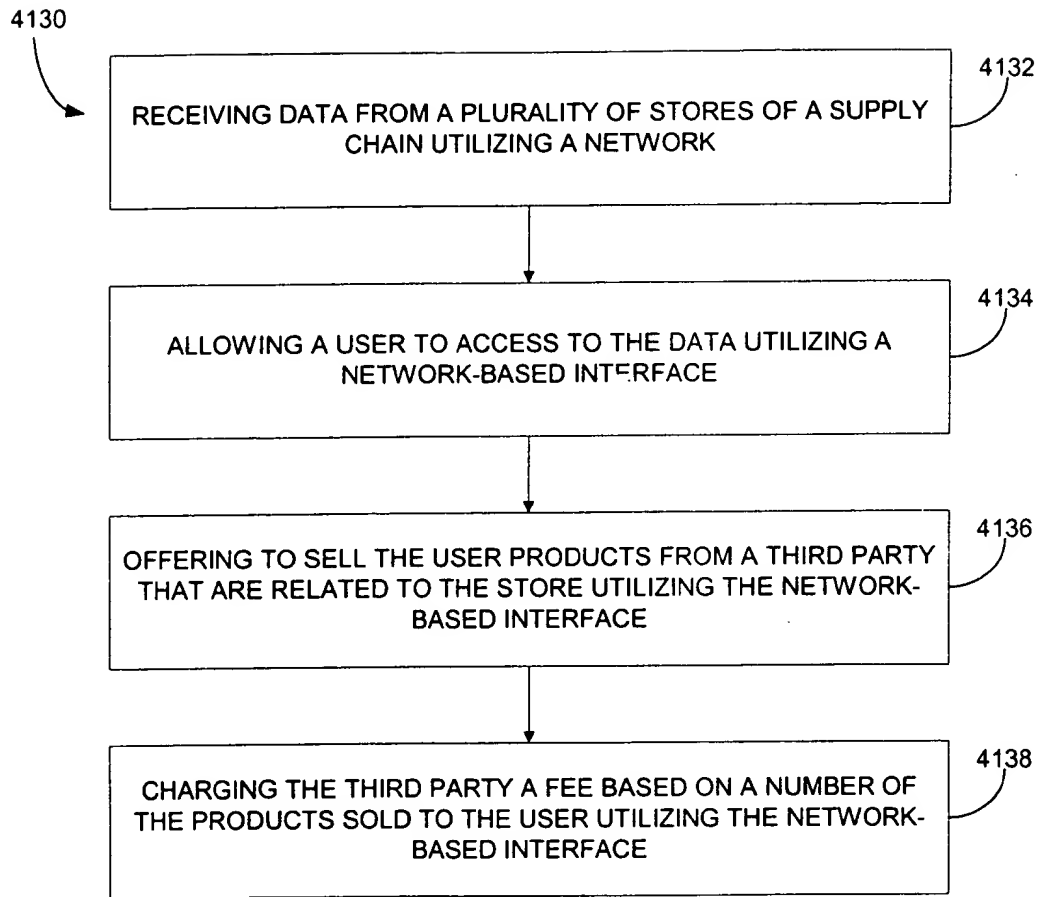 4130
4132
RECEIVING DATA FROM A PLURALITY OF STORES OF A SUPPLY
CHAIN UTILIZING A NETWORK
4134
ALLOWING A USER TO ACCESS TO THE DATA UTILIZING A
NETWORK-BASED INTERFACE
4136
OFFERING TO SELL THE USER PRODUCTS FROM A THIRD PARTY
THAT ARE RELATED TO THE STORE UTILIZING THE NETWORK-
BASED INTERFACE
4138
CHARGING THE THIRD PARTY A FEE BASED ON A NUMBER OF
THE PRODUCTS SOLD TO THE USER UTILIZING THE NETWORK-
BASED INTERFACE